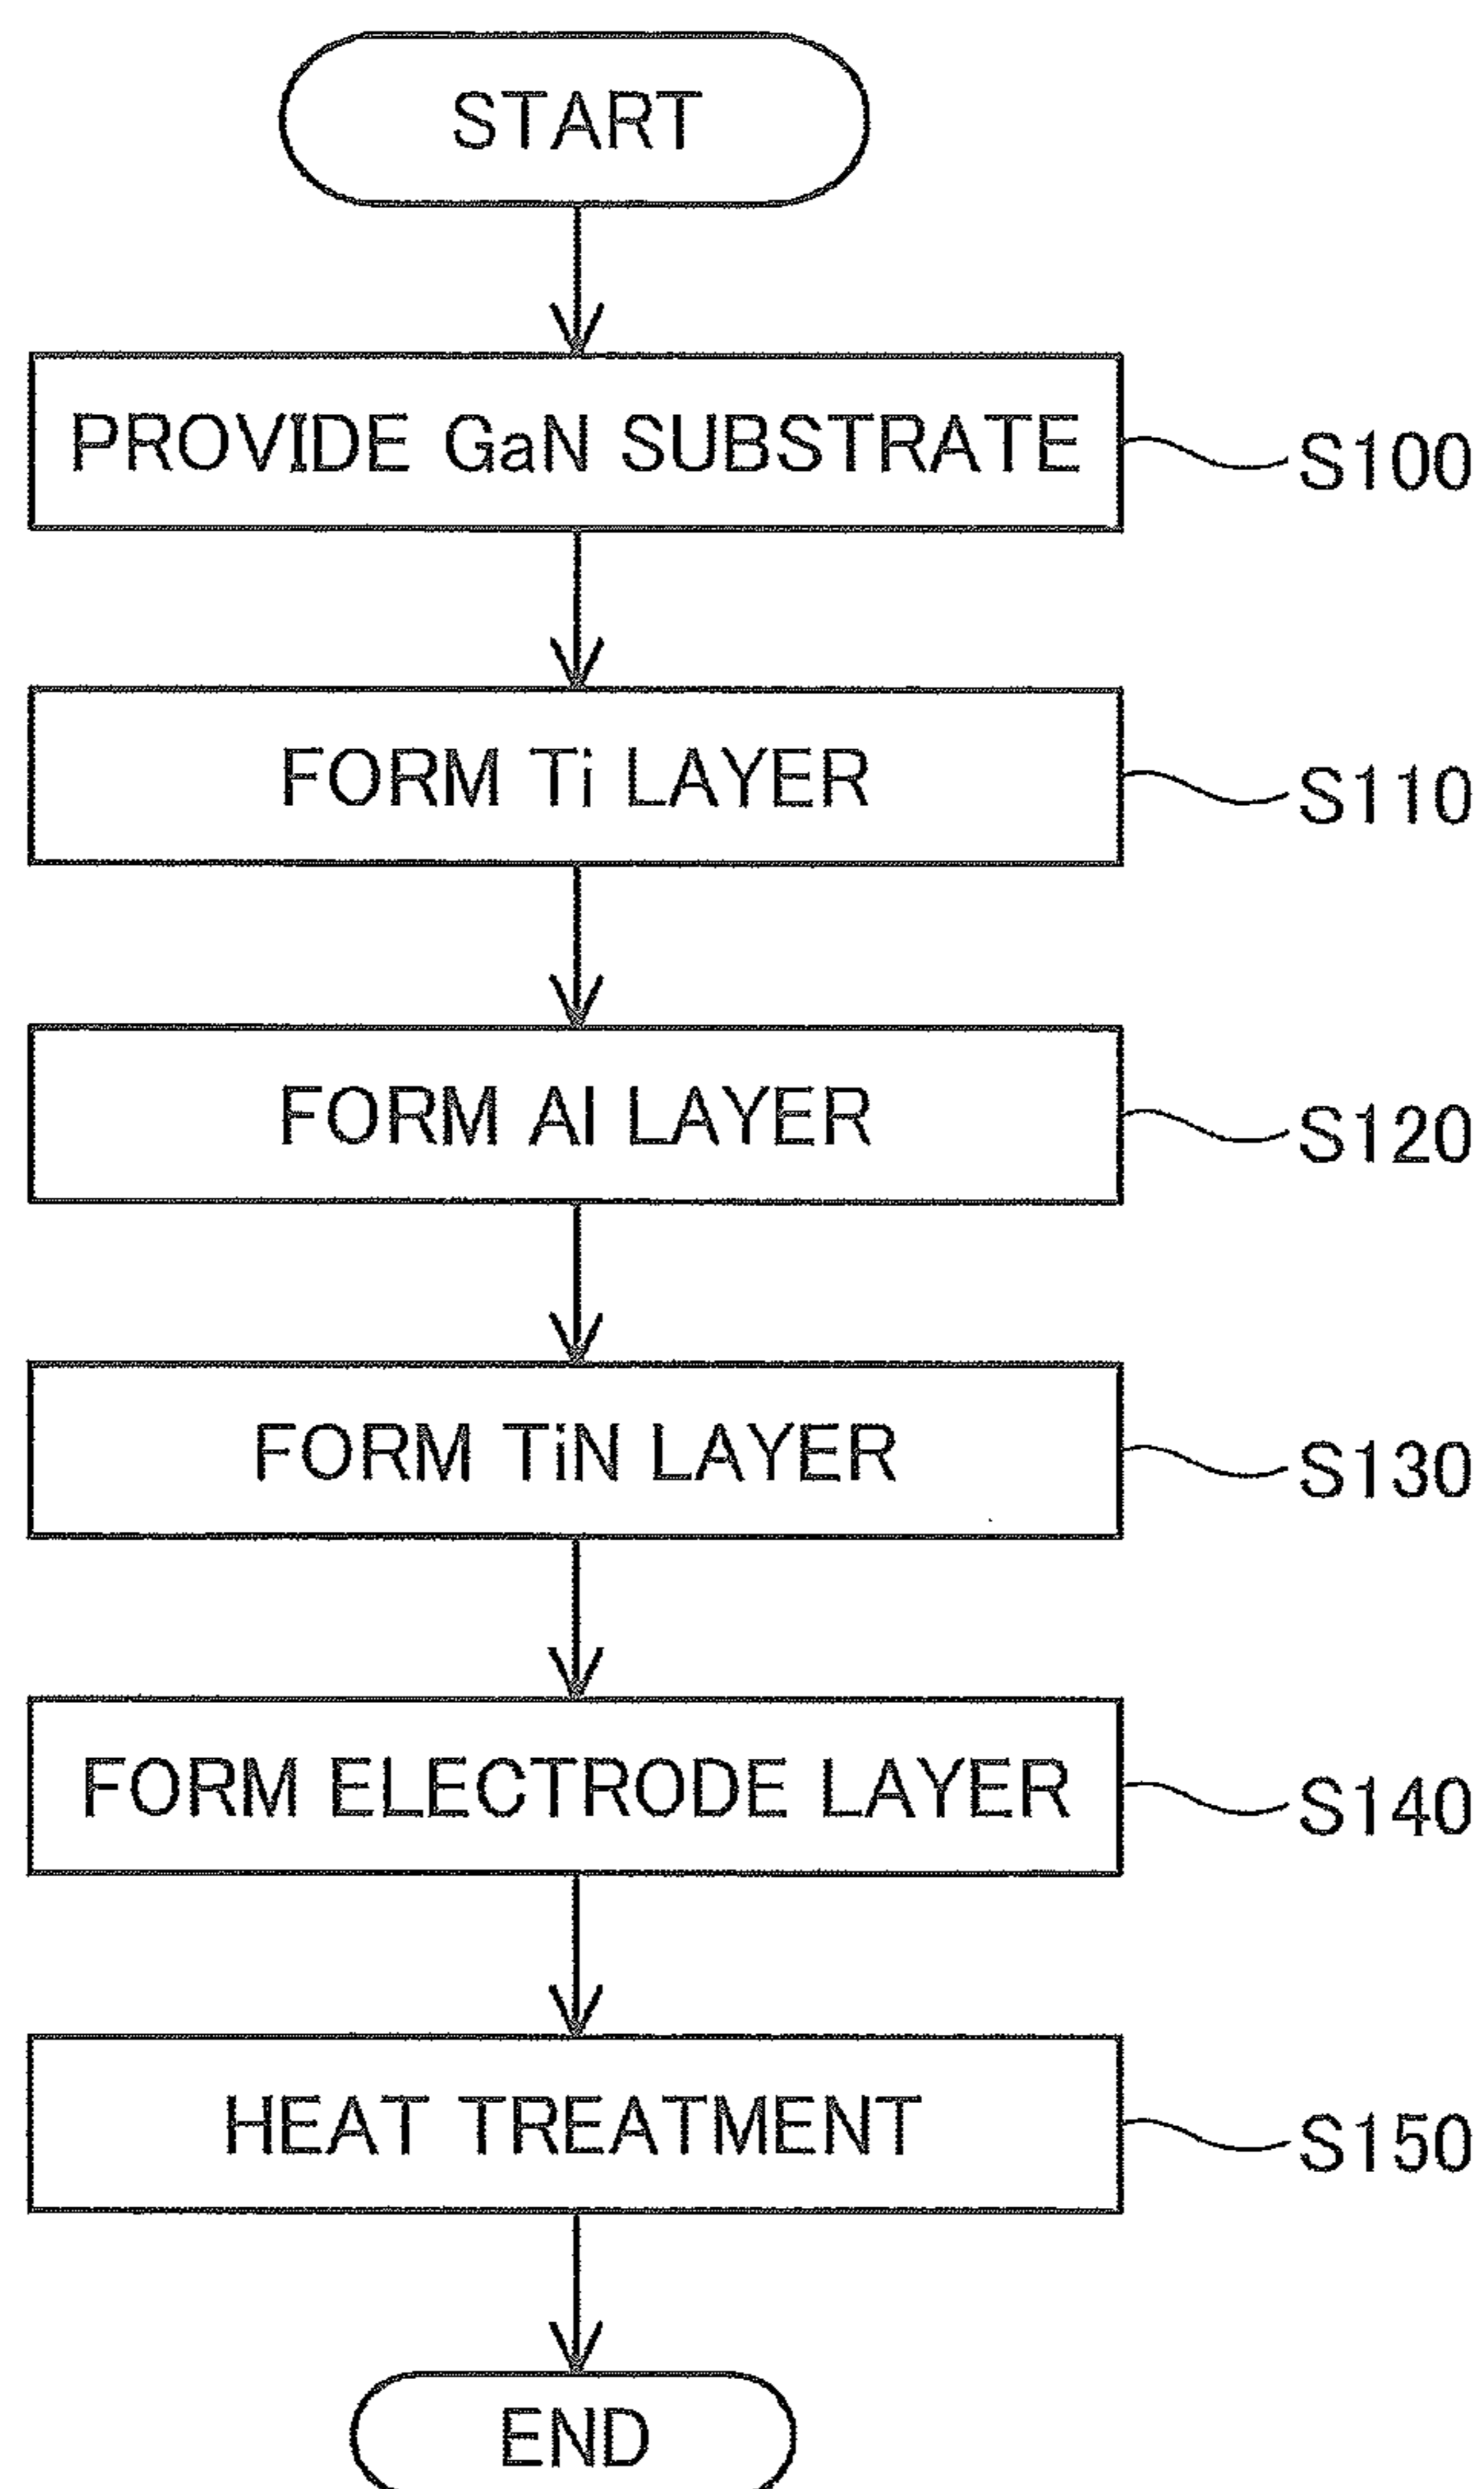 START
PROVIDE GaN SUBSTRATE
S100
FORM Ti LAYER
S110
FORM Al LAYER
S120
FORM TiN LAYER
S130
FORM ELECTRODE LAYER
S140
HEAT TREATMENT
S150
END